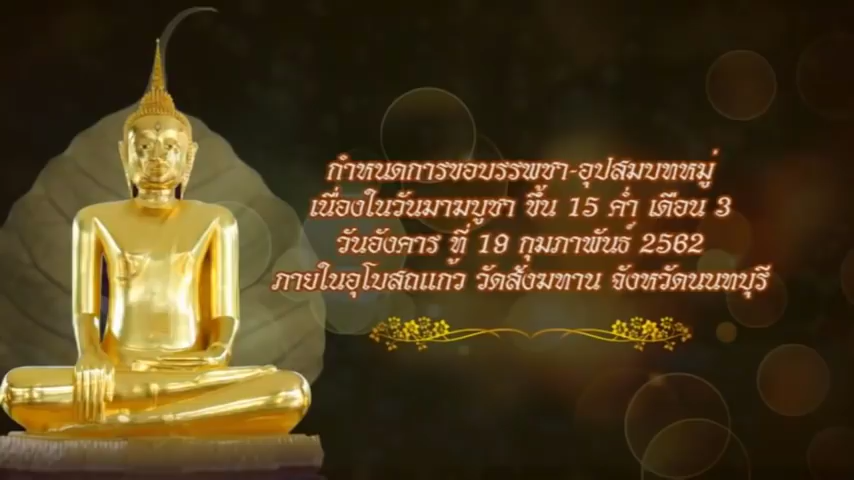 กำหนดการขอบรรพชา-อุปสมบทหมู่
เนื่องในวันมาฆบูชา ขึ้น 15 ค่ำ เดือน 3
วันอังคาร ที่ 19 กุมภาพันธ์ 2562
ภายในอุโบสถแก้ว วัดสังฆทาน จังหวัดนนทบุรี